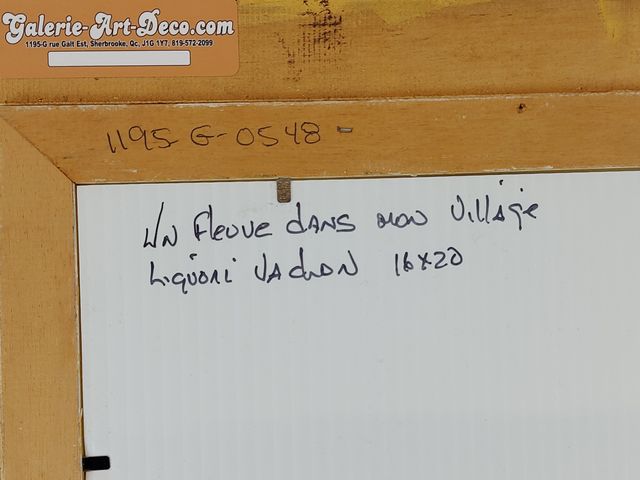 Galerie-Art-Deco.com
1195-G rue Galt Est, Sherbrooke, Qc, J1G 1Y7, 819-572-2099
1195-G-0548-
Un Fleuve dans mon Village
Liquori Vachon 16x20